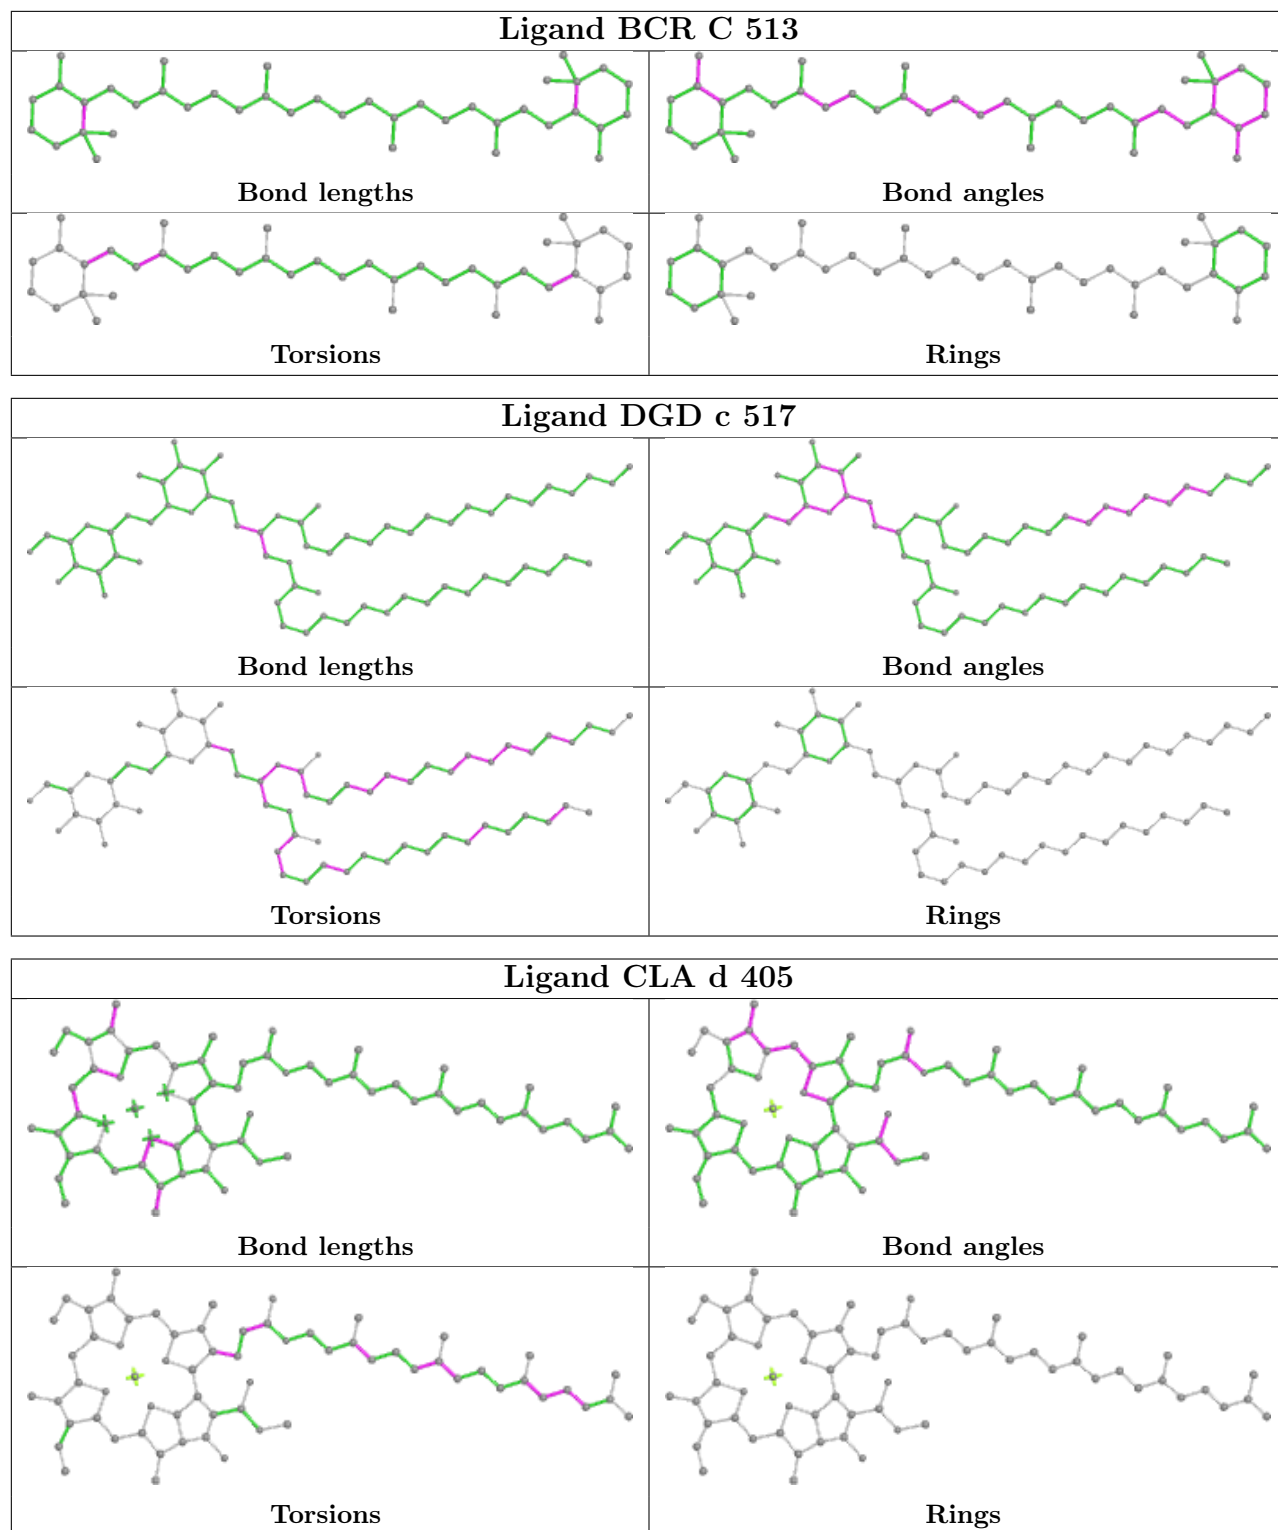 Ligand BCR C 513
Bond lengths
Bond angles
Torsions
Rings
Ligand DGD c 517
Bond lengths
Bond angles
Torsions
Rings
Ligand CLA d 405
Bond lengths
Bond angles
Torsions
Rings